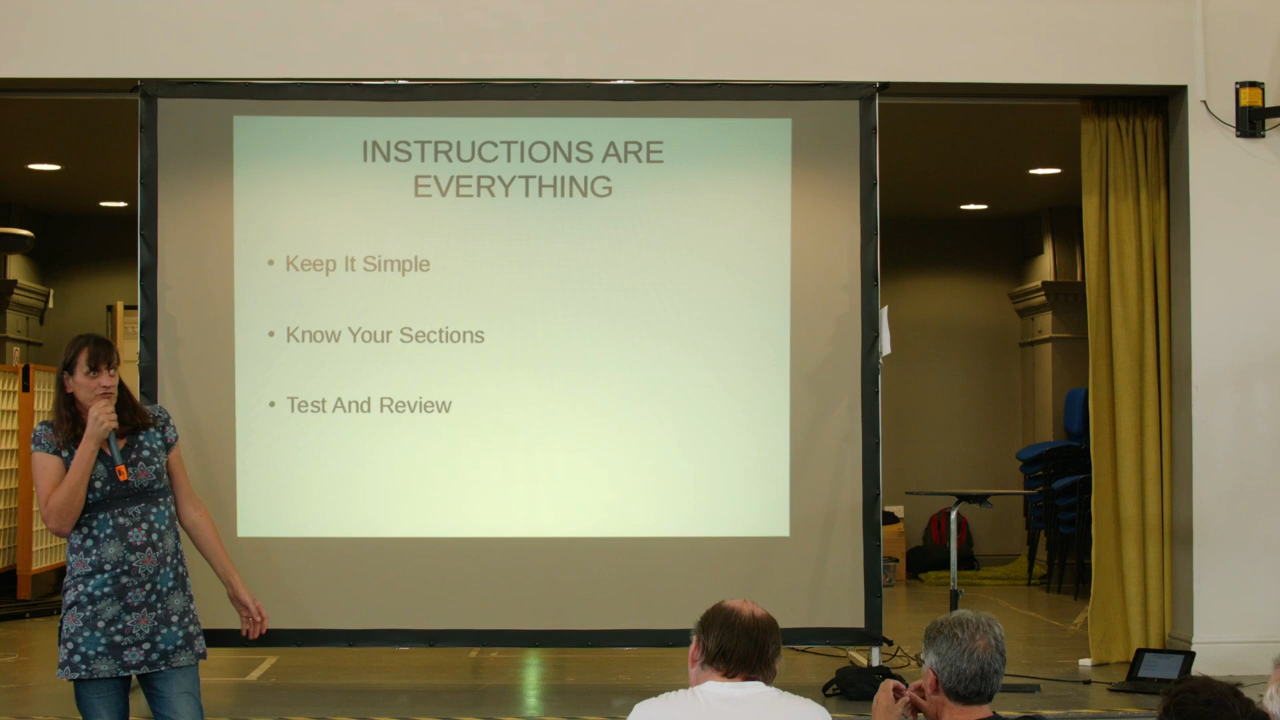 INSTRUCTIONS ARE
EVERYTHING
• Keep It Simple
• Know Your Sections
• Test And Review